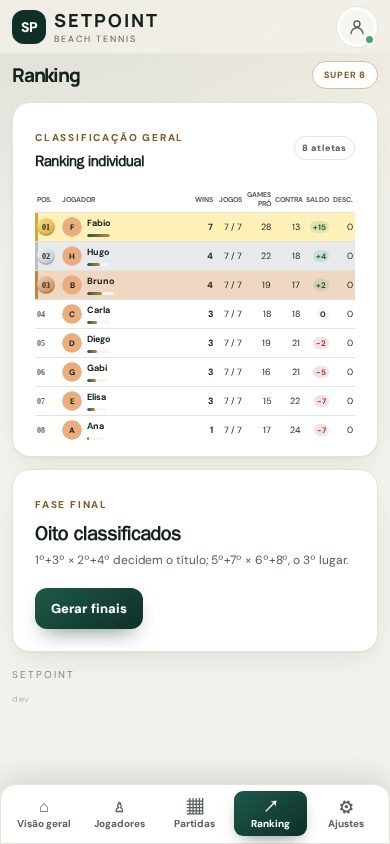 SP SETPOINT
BEACH TENNIS
Ranking SUPER 8
CLASSIFICAÇÃO GERAL
Ranking individual 8 atletas
POS. JOGADOR WINS JOGOS GAMES PRÓ CONTRA SALDO DESC.
01 F Fabio 7 7 / 7 28 13 +15 0
02 H Hugo 4 7 / 7 22 18 +4 0
03 B Bruno 4 7 / 7 19 17 +2 0
04 C Carla 3 7 / 7 18 18 0 0
05 D Diego 3 7 / 7 19 21 −2 0
06 G Gabi 3 7 / 7 16 21 −5 0
07 E Elisa 3 7 / 7 15 22 −7 0
08 A Ana 1 7 / 7 17 24 −7 0
FASE FINAL
Oito classificados
1º+3º × 2º+4º decidem o título; 5º+7º × 6º+8º, o 3º lugar.
Gerar finais
SETPOINT
dev
Visão geral Jogadores Partidas Ranking Ajustes